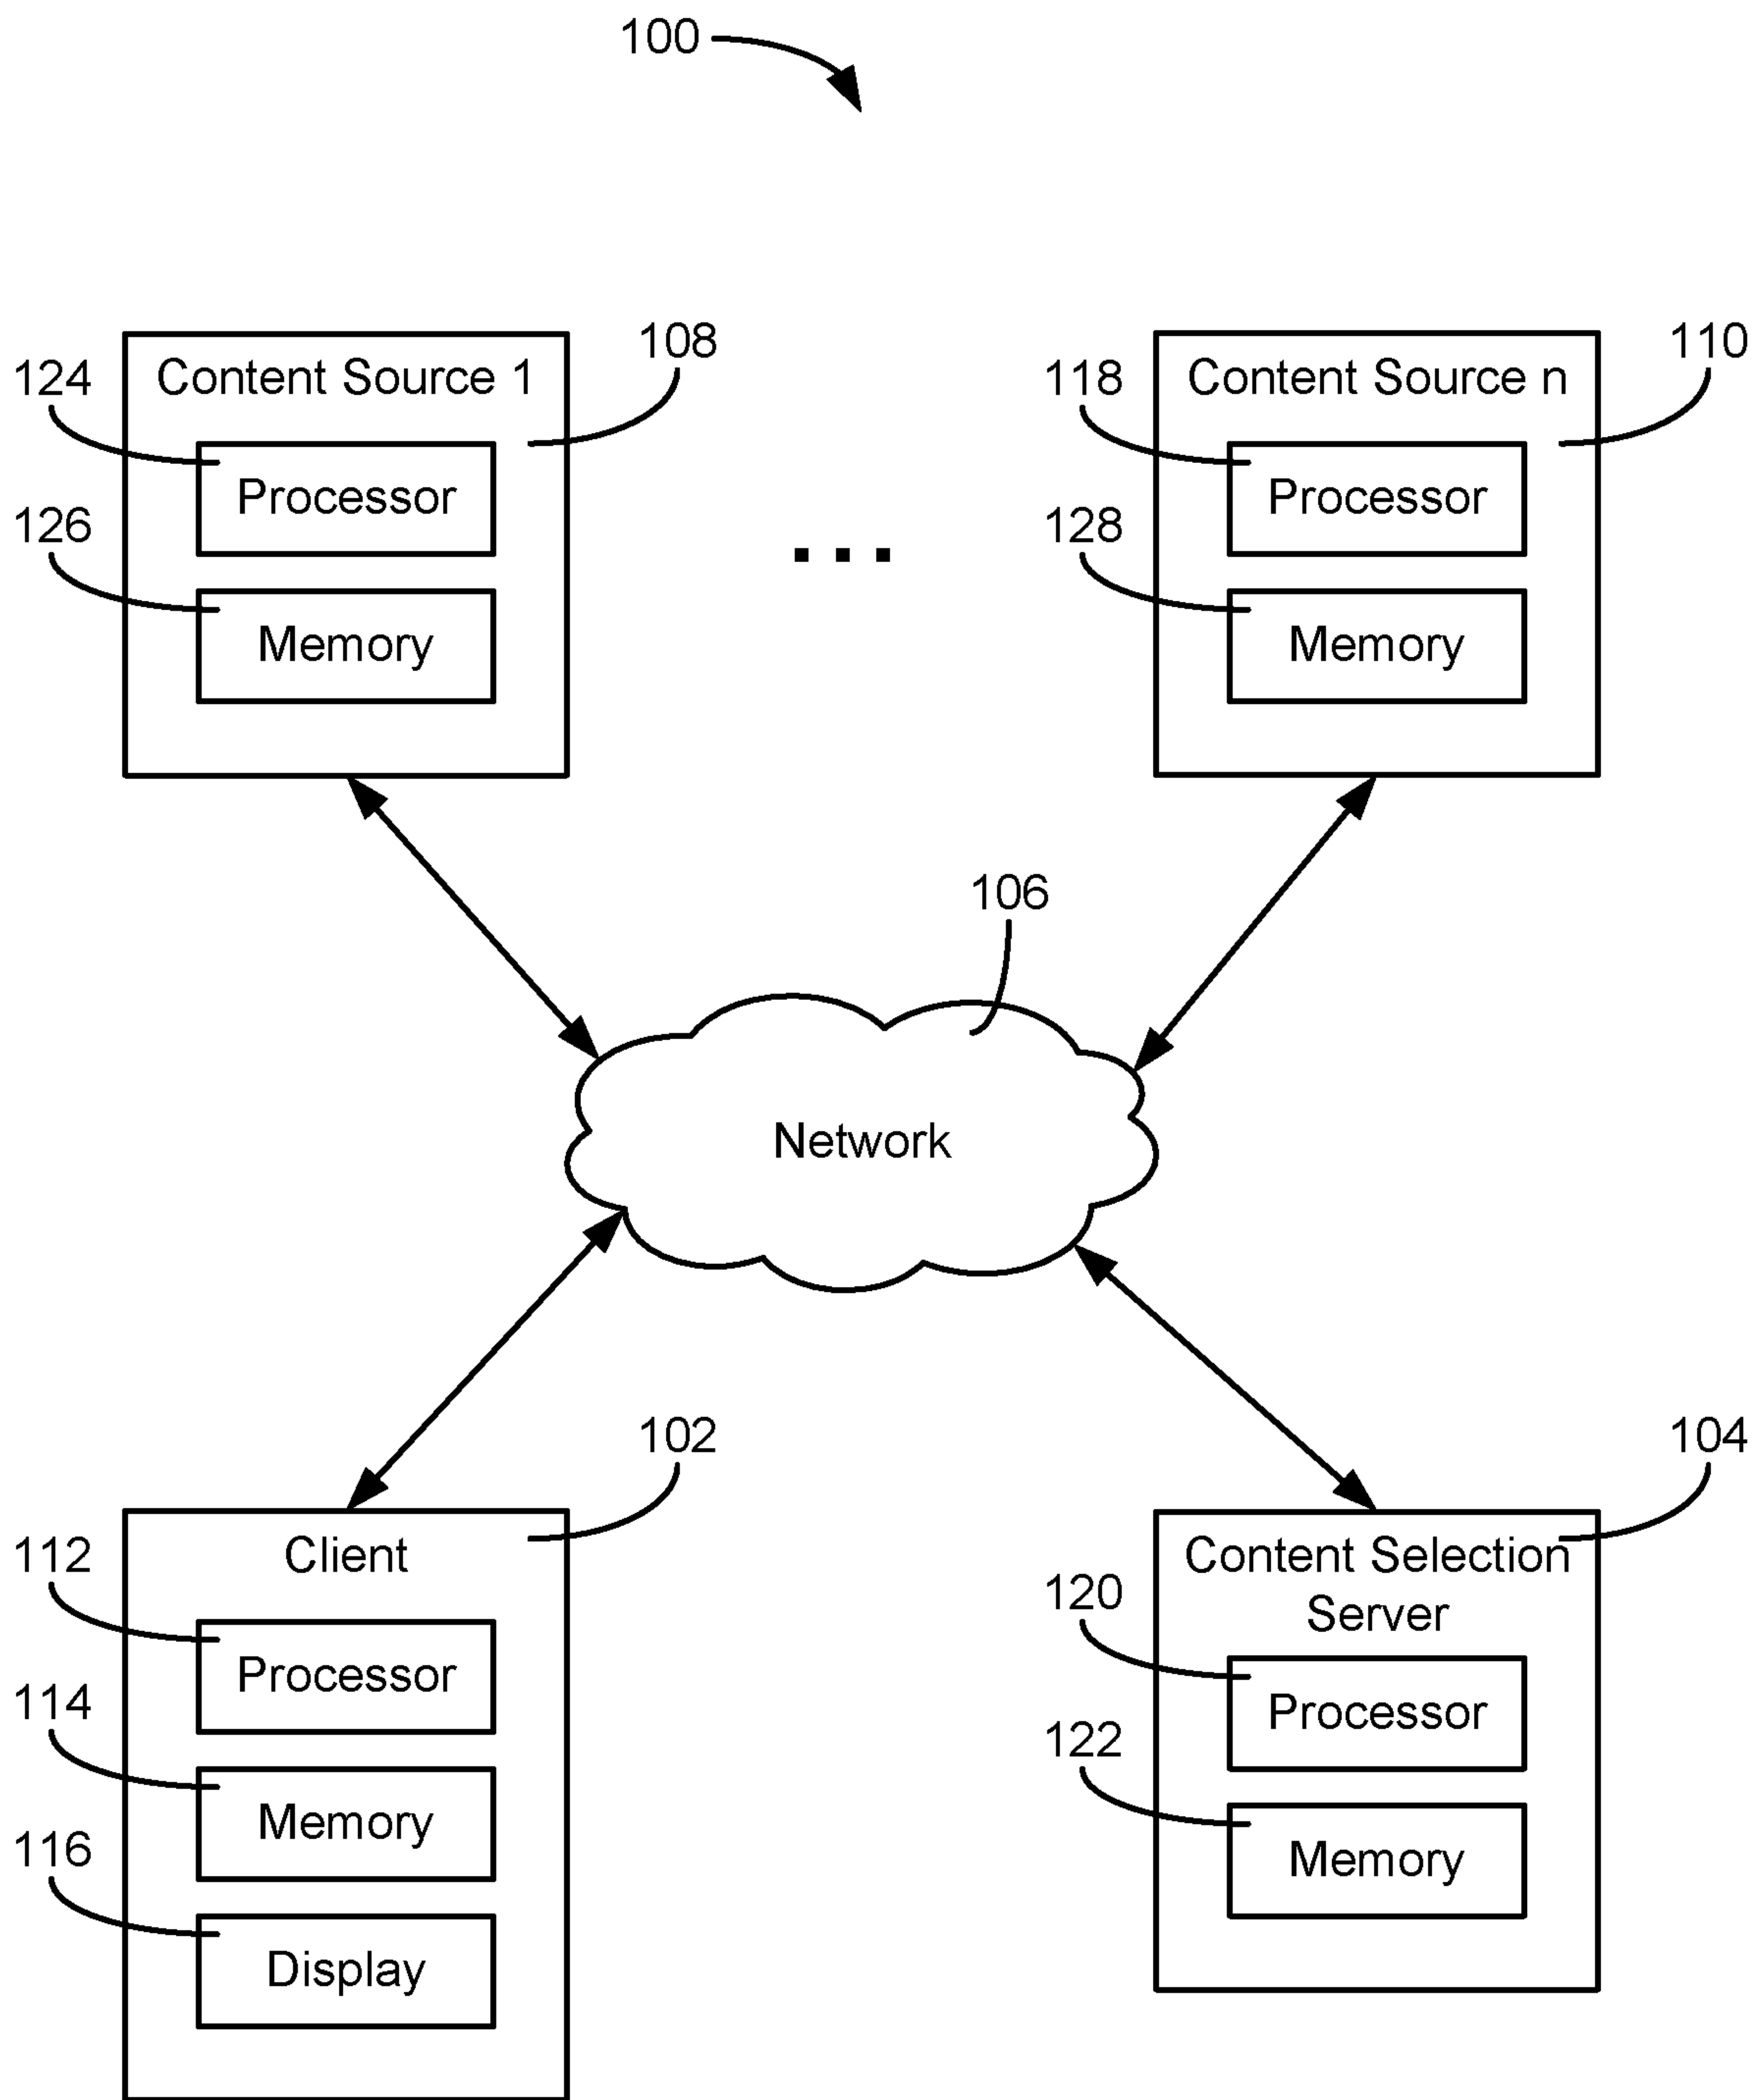 100
108
110
124
Content Source 1
118
Content Source n
Processor
Processor
126
128
Memory
Memory
...
106
Network
102
104
112
Client
Content Selection
Server
120
Processor
Processor
114
122
Memory
Memory
116
Display